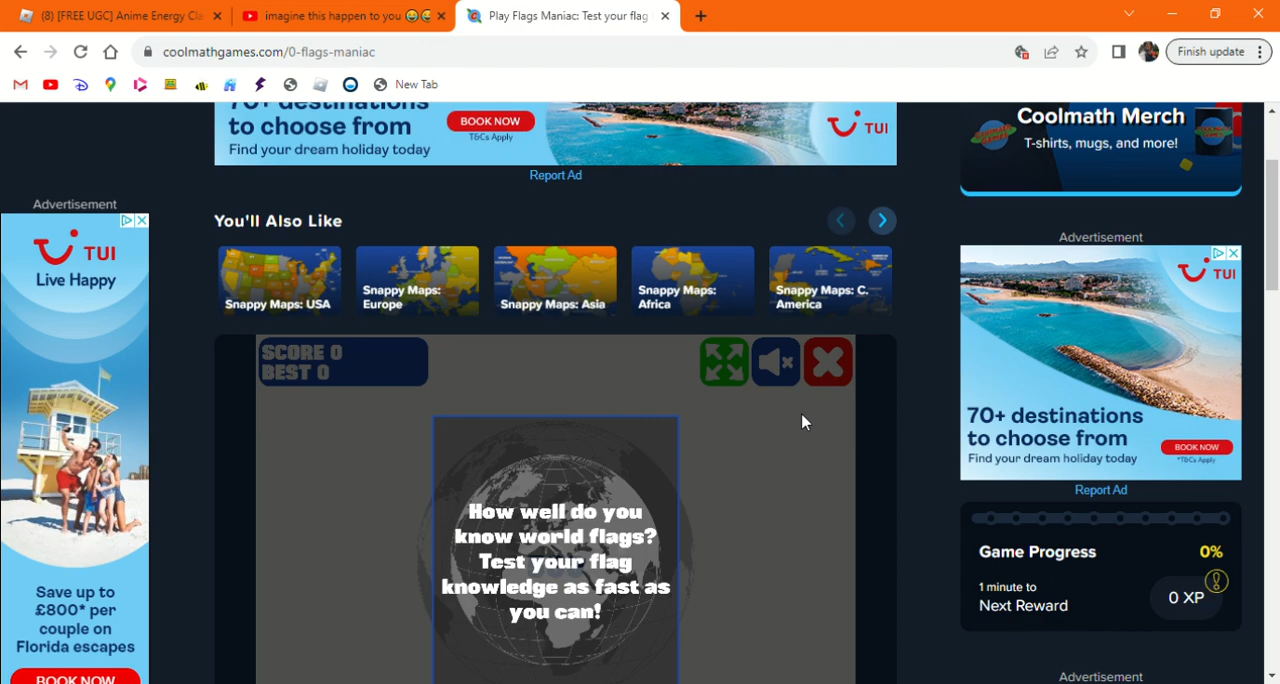 (8) [FREE UGC] Anime Energy Cla
imagine this happen to you 😂😂
Play Flags Maniac: Test your flag
coolmathgames.com/0-flags-maniac
Finish update
New Tab
70+ destinations
to choose from
Find your dream holiday today
BOOK NOW
T&Cs Apply
TUI
Report Ad
Coolmath Merch
T-shirts, mugs, and more!
Advertisement
TUI
Live Happy
Save up to
£800* per
couple on
Florida escapes
BOOK NOW
You'll Also Like
Snappy Maps: USA
Snappy Maps:
Europe
Snappy Maps: Asia
Snappy Maps:
Africa
Snappy Maps: C.
America
SCORE 0
BEST 0
How well do you
know world flags?
Test your flag
knowledge as fast as
you can!
Advertisement
TUI
70+ destinations
to choose from
Find your dream holiday today
BOOK NOW
*T&Cs Apply
Report Ad
Game Progress
0%
1 minute to
Next Reward
0 XP
Advertisement